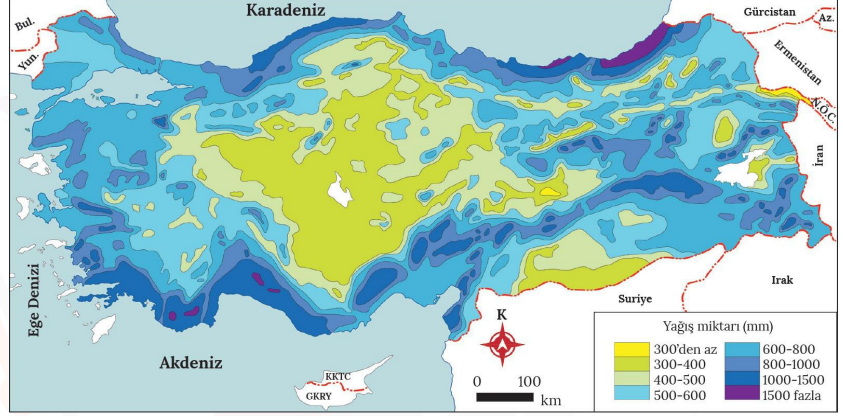 Karadeniz
Gürcistan
Az.
Bul.
Yun.
Ermenistan
N.Ö.C.
İran
Ege Denizi
Irak
Suriye
Akdeniz
K
KKTC
GKRY
0 100
km
Yağış miktarı (mm)
300'den az
300-400
400-500
500-600
600-800
800-1000
1000-1500
1500 fazla